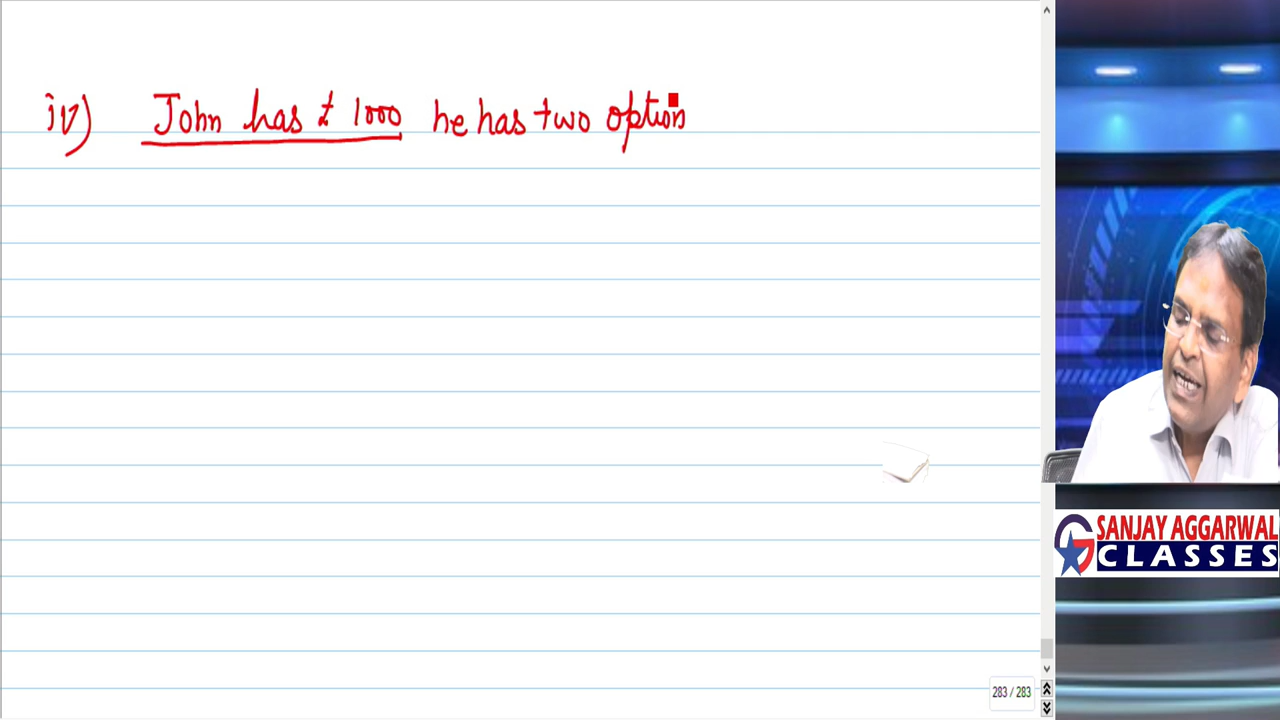 iv) John has £ 1000 he has two option
SANJAY AGGARWAL
CLASSES
283 / 283